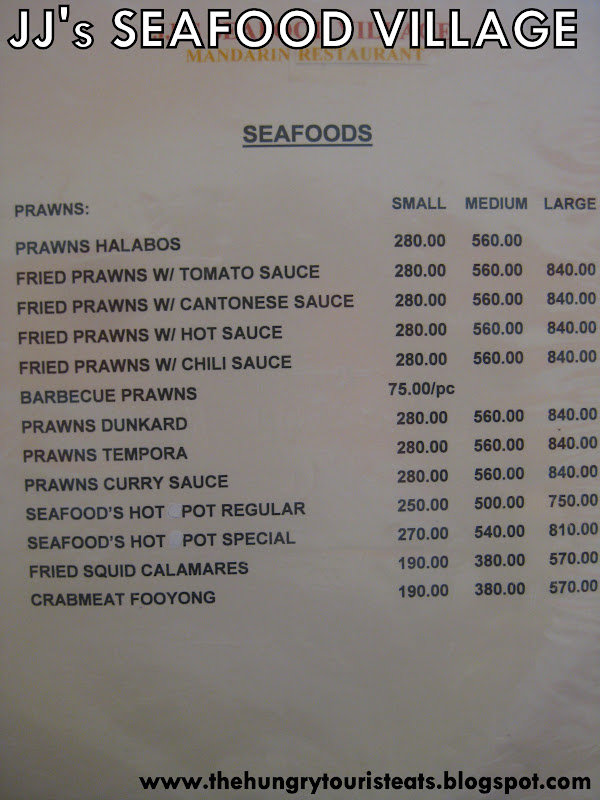 JJ's SEAFOOD VILLAGE
MANDARIN RESTAURANT
SEAFOODS
PRAWNS: SMALL MEDIUM LARGE
PRAWNS HALABOS 280.00 560.00
FRIED PRAWNS W/ TOMATO SAUCE 280.00 560.00 840.00
FRIED PRAWNS W/ CANTONESE SAUCE 280.00 560.00 840.00
FRIED PRAWNS W/ HOT SAUCE 280.00 560.00 840.00
FRIED PRAWNS W/ CHILI SAUCE 280.00 560.00 840.00
BARBECUE PRAWNS 75.00/pc
PRAWNS DUNKARD 280.00 560.00 840.00
PRAWNS TEMPORA 280.00 560.00 840.00
PRAWNS CURRY SAUCE 280.00 560.00 840.00
SEAFOOD'S HOT POT REGULAR 250.00 500.00 750.00
SEAFOOD'S HOT POT SPECIAL 270.00 540.00 810.00
FRIED SQUID CALAMARES 190.00 380.00 570.00
CRABMEAT FOOYONG 190.00 380.00 570.00
www.thehungrytouristeats.blogspot.com